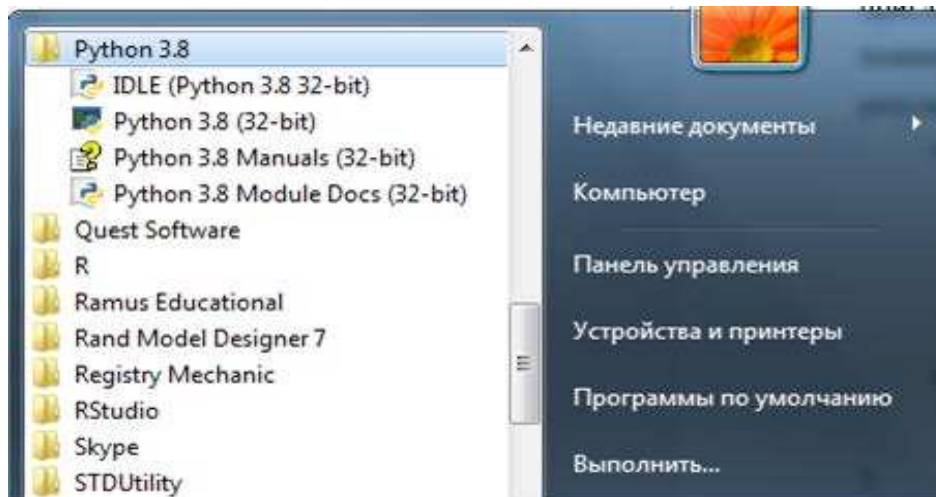 Python 3.8
IDLE (Python 3.8 32-bit)
Python 3.8 (32-bit)
Python 3.8 Manuals (32-bit)
Python 3.8 Module Docs (32-bit)
Quest Software
R
Ramus Educational
Rand Model Designer 7
Registry Mechanic
RStudio
Skype
STDUtility
Недавние документы
Компьютер
Панель управления
Устройства и принтеры
Программы по умолчанию
Выполнить...